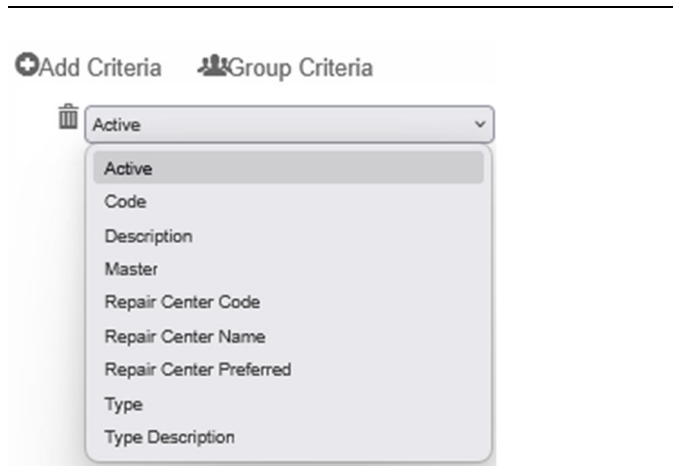 Add Criteria Group Criteria
Active
Active
Code
Description
Master
Repair Center Code
Repair Center Name
Repair Center Preferred
Type
Type Description